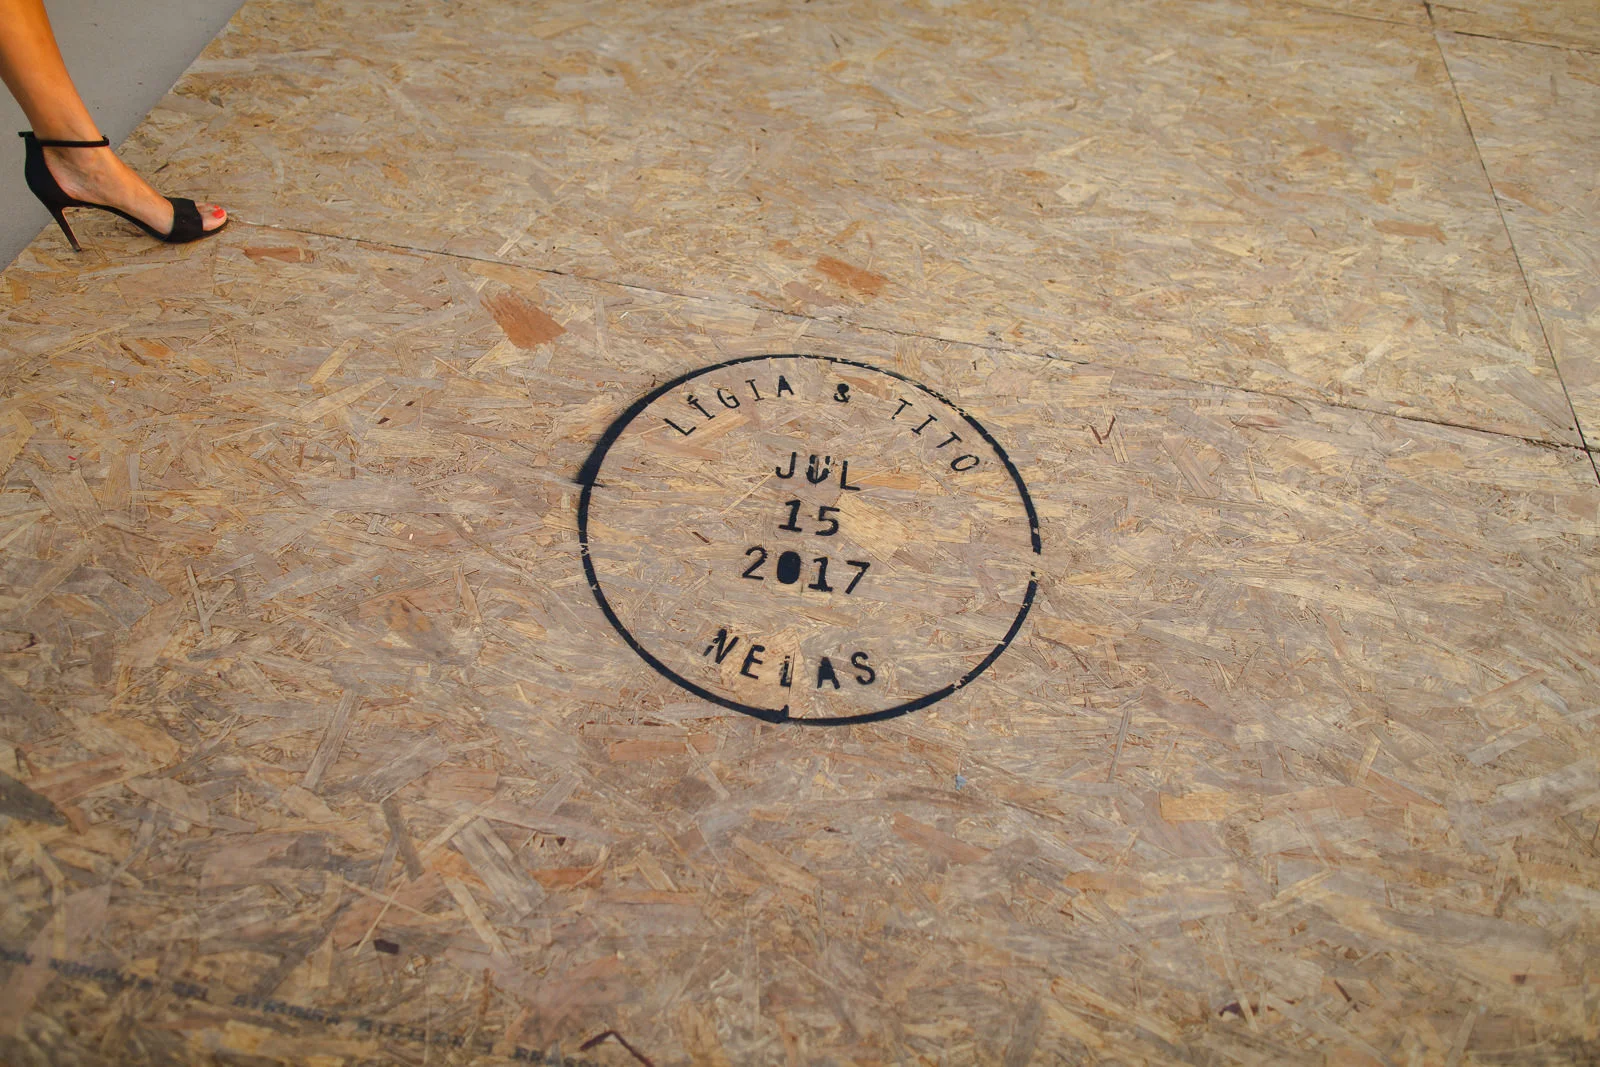 LÍGIA & TITO
JUL
15
2017
NELAS